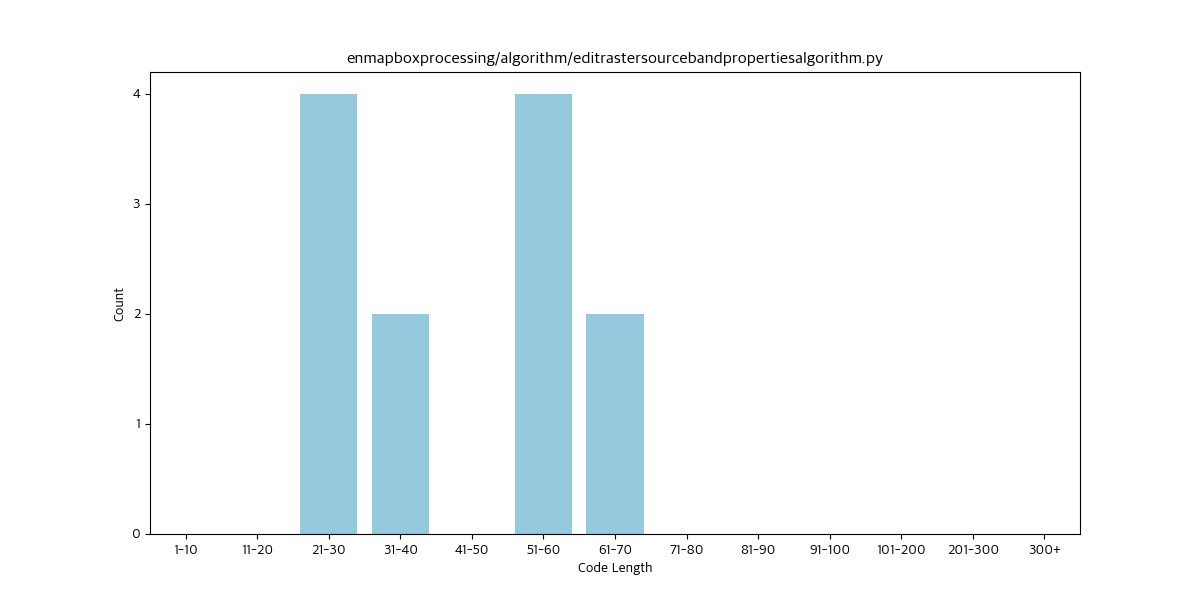 enmapboxprocessing/algorithm/editrastersourcebandpropertiesalgorithm.py
4
3
2
1
0
Count
1-10 11-20 21-30 31-40 41-50 51-60 61-70 71-80 81-90 91-100 101-200 201-300 300+
Code Length